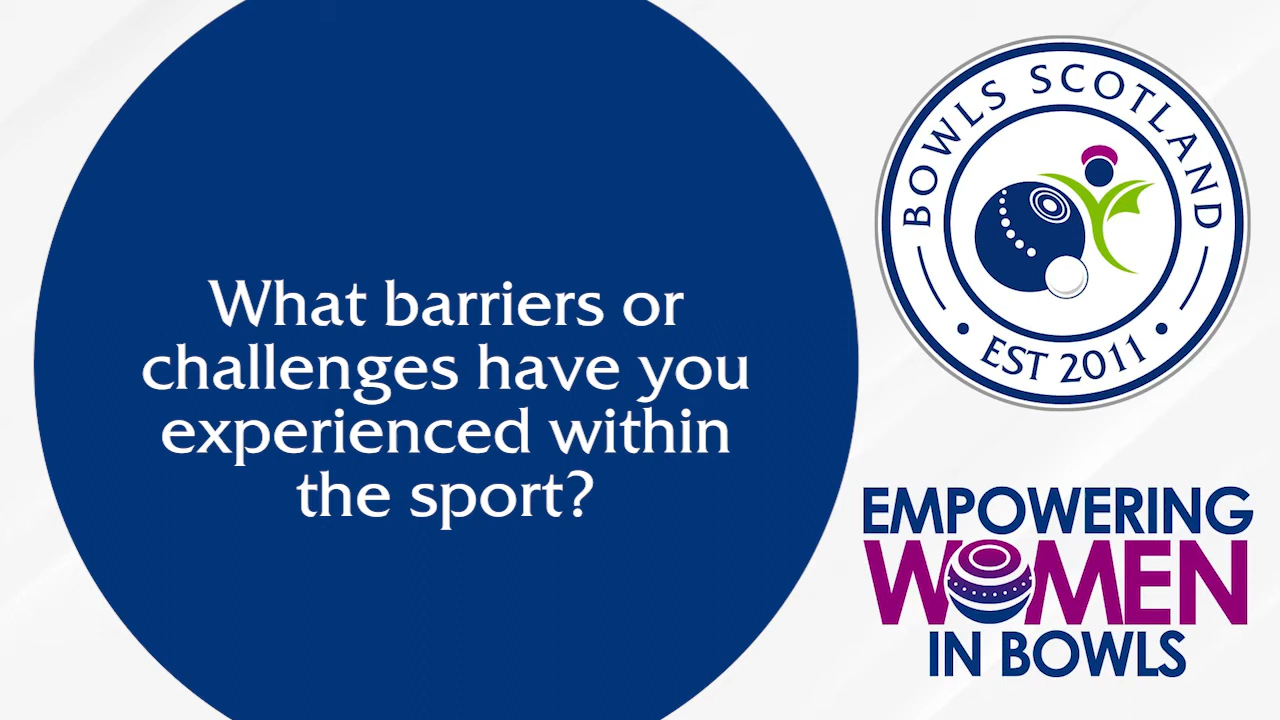 What barriers or
challenges have you
experienced within
the sport?
BOWLS SCOTLAND
EST 2011
EMPOWERING
WOMEN
IN BOWLS